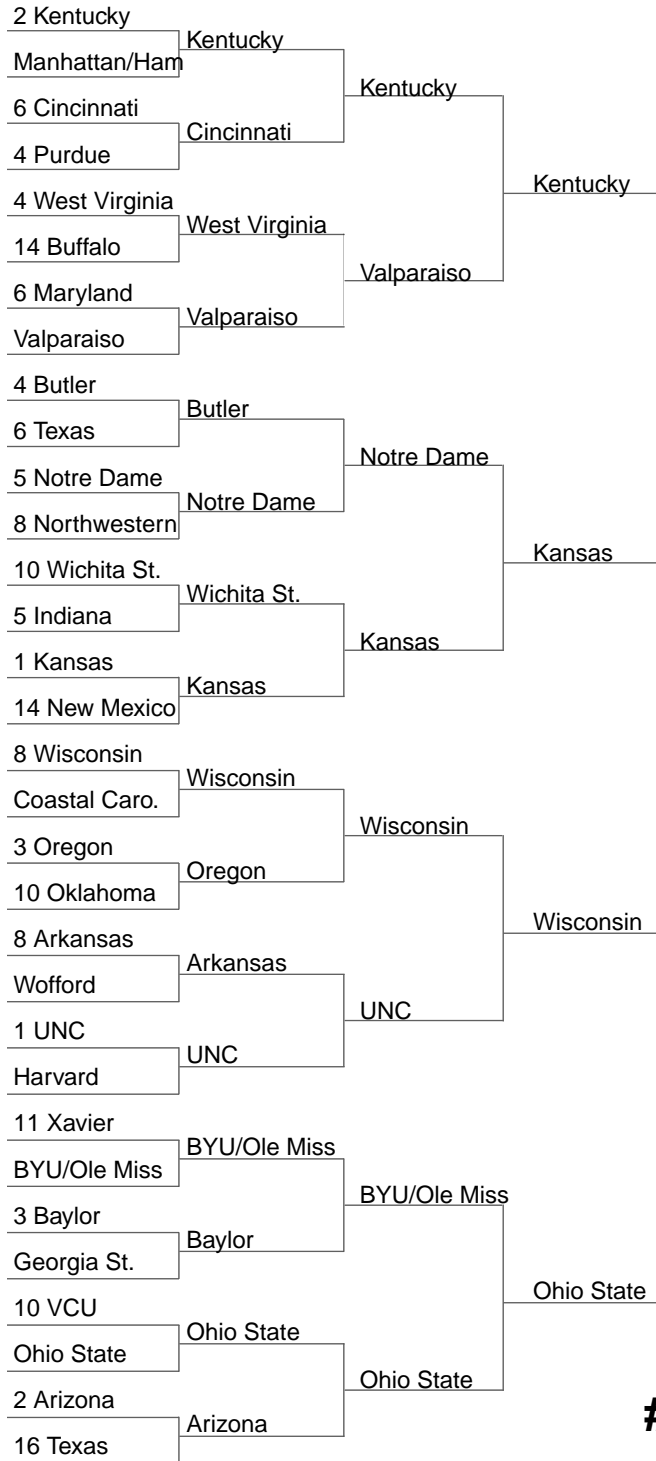 2 Kentucky
Kentucky
Manhattan/Ham
Kentucky
6 Cincinnati
Cincinnati
4 Purdue
Kentucky
4 West Virginia
West Virginia
14 Buffalo
Valparaiso
6 Maryland
Valparaiso
Valparaiso
4 Butler
Butler
6 Texas
Notre Dame
5 Notre Dame
Notre Dame
8 Northwestern
Kansas
10 Wichita St.
Wichita St.
5 Indiana
Kansas
1 Kansas
Kansas
14 New Mexico
8 Wisconsin
Wisconsin
Coastal Caro.
Wisconsin
3 Oregon
Oregon
10 Oklahoma
Wisconsin
8 Arkansas
Arkansas
Wofford
UNC
1 UNC
UNC
Harvard
11 Xavier
BYU/Ole Miss
BYU/Ole Miss
BYU/Ole Miss
3 Baylor
Baylor
Georgia St.
Ohio State
10 VCU
Ohio State
Ohio State
Ohio State
2 Arizona
Arizona
#
16 Texas